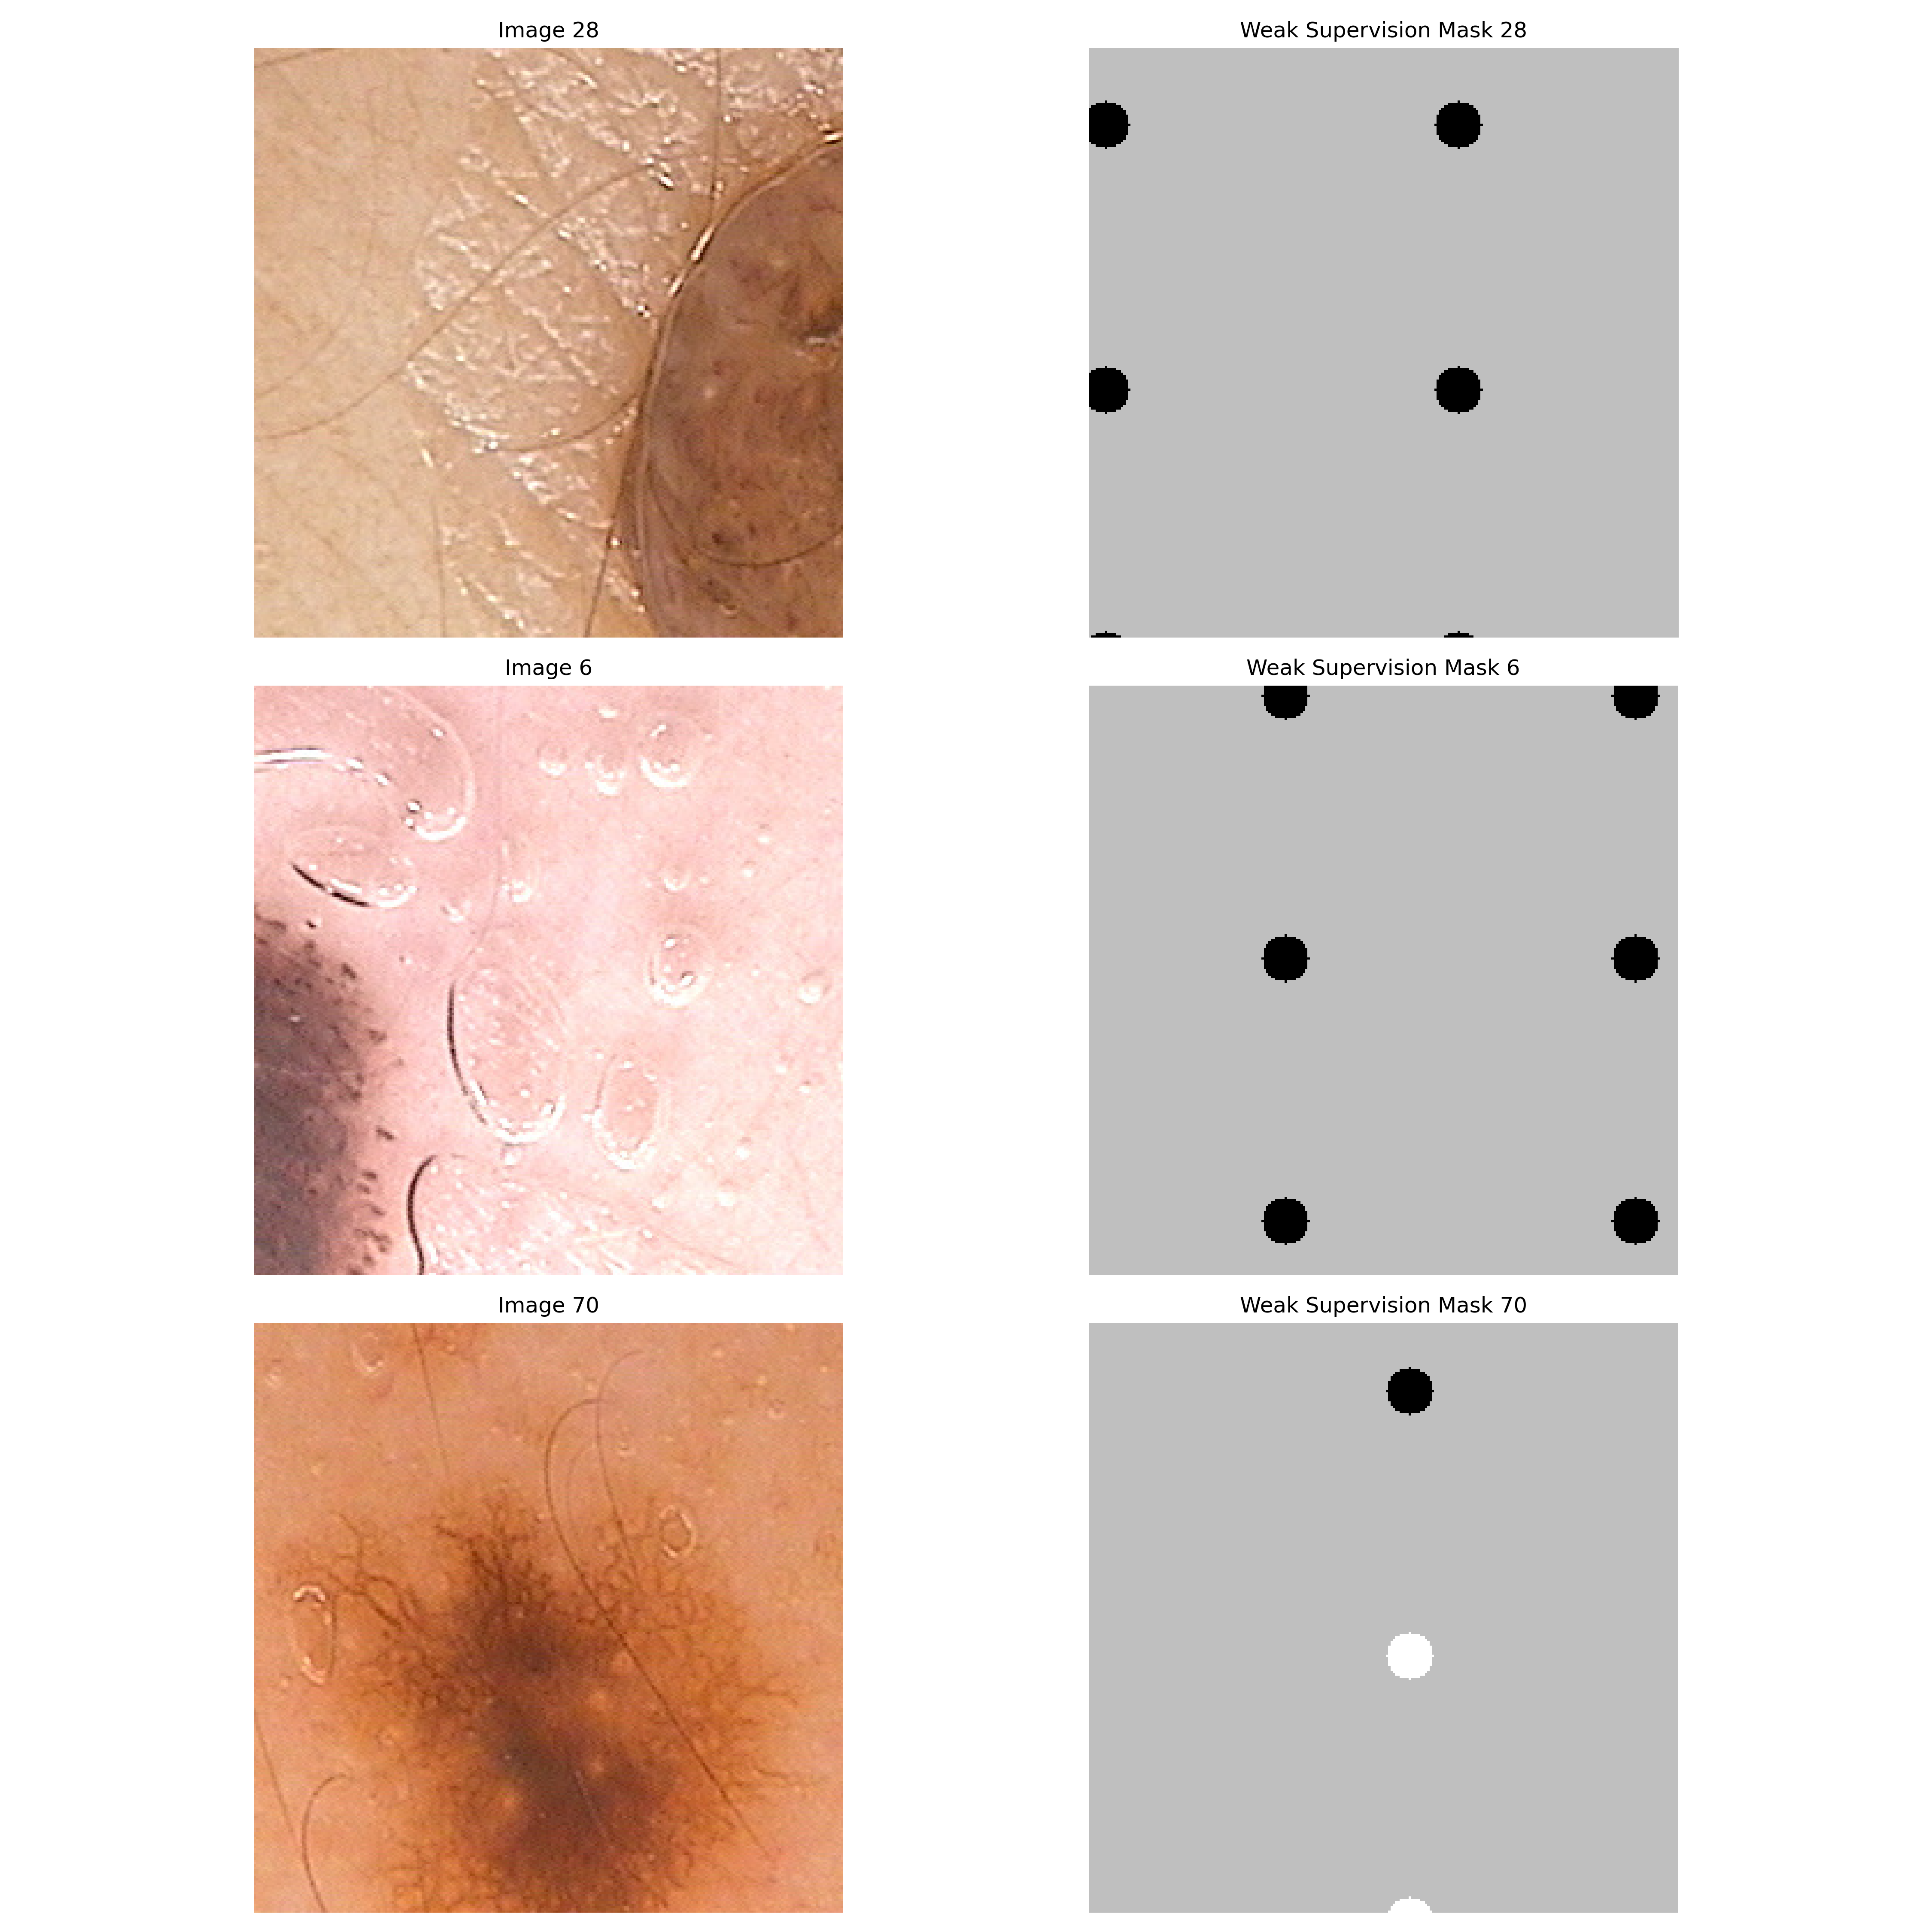 Image 28
Weak Supervision Mask 28
Image 6
Weak Supervision Mask 6
Image 70
Weak Supervision Mask 70